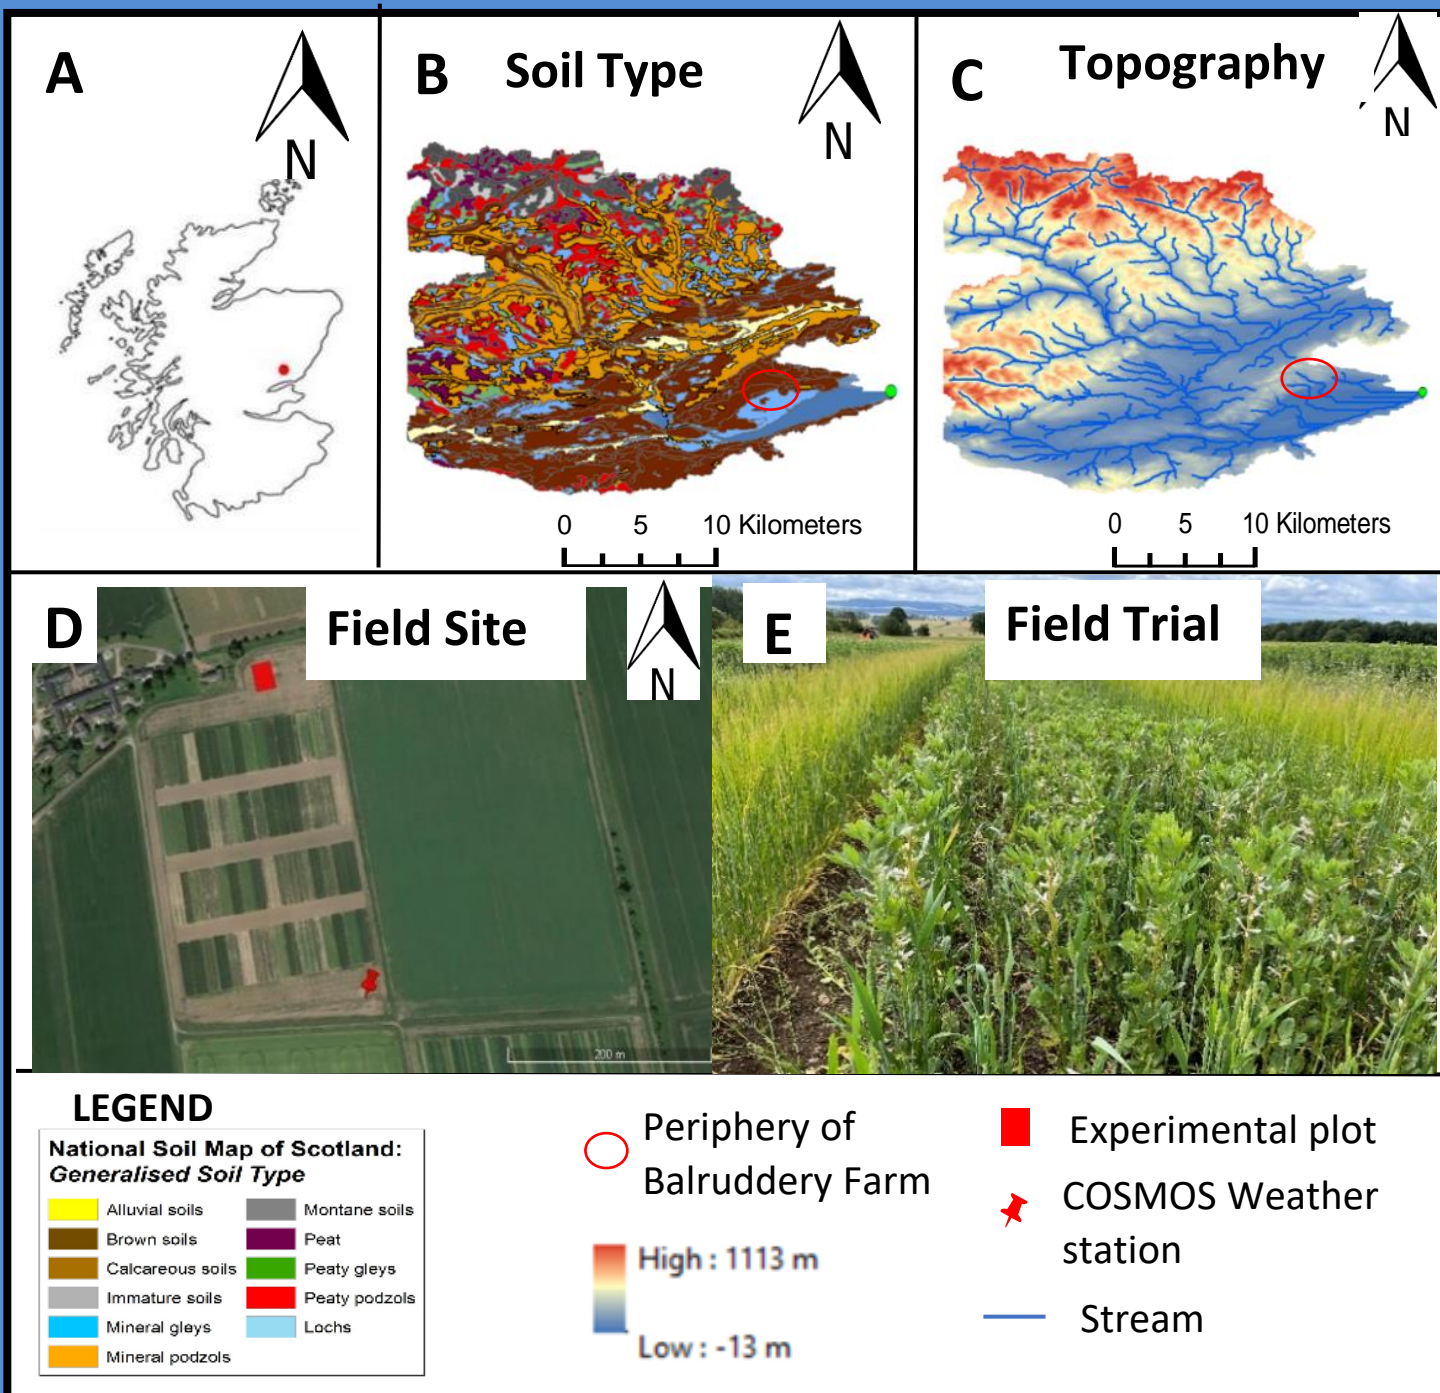 A
N
B
Soil Type
N
C
Topography
N
0 5 10 Kilometers
0 5 10 Kilometers
D
Field Site
N
200 m
E
Field Trial
LEGEND
National Soil Map of Scotland:
Generalised Soil Type
Alluvial soils
Brown soils
Calcareous soils
Immature soils
Mineral gleys
Mineral podzols
Montane soils
Peat
Peaty gleys
Peaty podzols
Lochs
Periphery of
Balruddery Farm
High : 1113 m
Low : -13 m
Experimental plot
COSMOS Weather
station
Stream